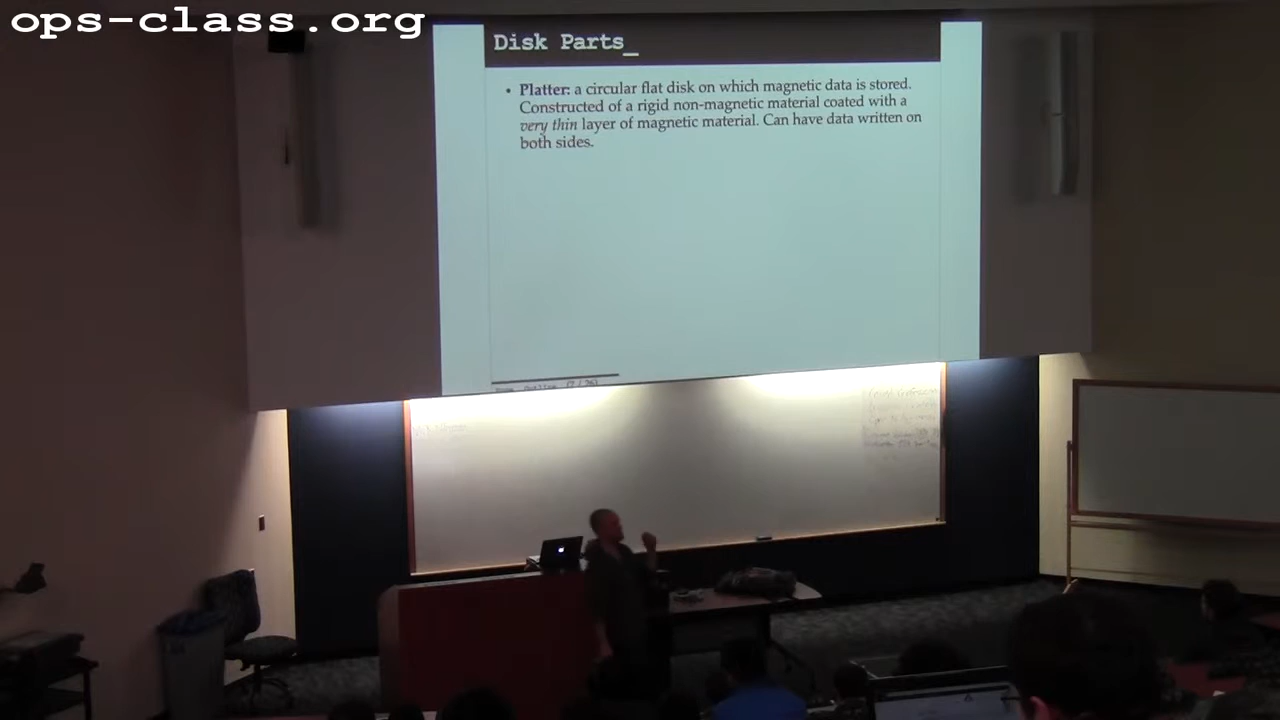 ops-class.org
Disk Parts_
• Platter: a circular flat disk on which magnetic data is stored.
Constructed of a rigid non-magnetic material coated with a
very thin layer of magnetic material. Can have data written on
both sides.